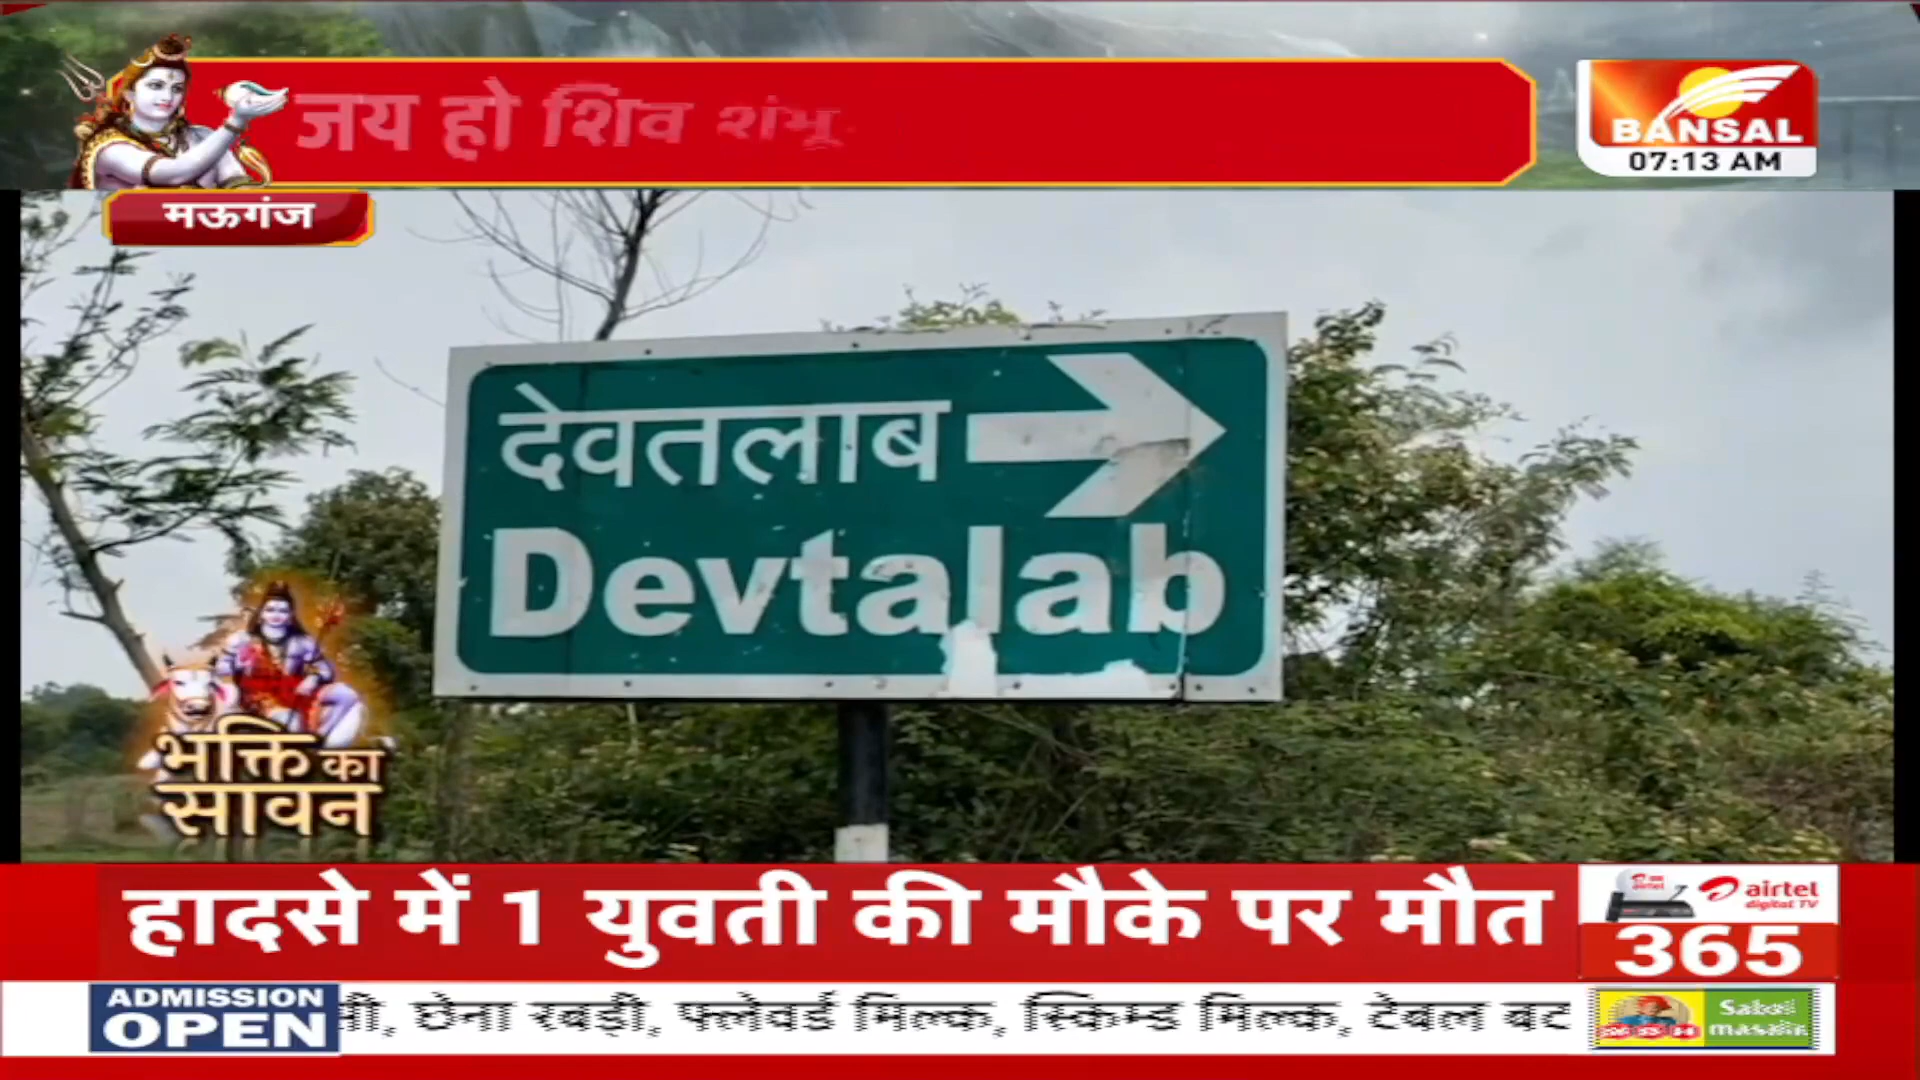 जय हो शिव शंभू
BANSAL
07:13 AM
मऊगंज
देवतलाब
Devtalab
भक्ति का
सावन
हादसे में 1 युवती की मौके पर मौत
airtel
digital TV
365
ADMISSION
OPEN
छेना रबड़ी, फ्लेवर्ड मिल्क, स्किम्ड मिल्क, टेबल बट